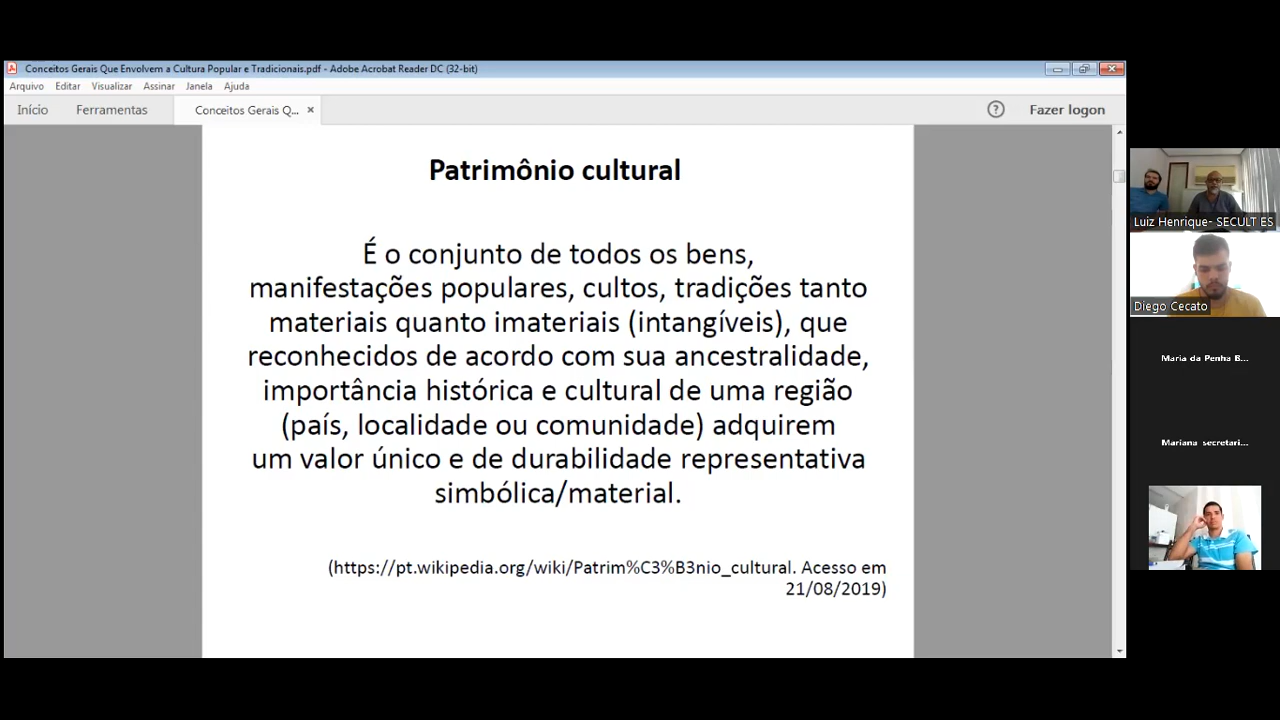 Conceitos Gerais Que Envolvem a Cultura Popular e Tradicionais.pdf - Adobe Acrobat Reader DC (32-bit)
Arquivo Editar Visualizar Assinar Janela Ajuda
Início Ferramentas Conceitos Gerais Q... × ? Fazer logon
Patrimônio cultural
É o conjunto de todos os bens,
manifestações populares, cultos, tradições tanto
materiais quanto imateriais (intangíveis), que
reconhecidos de acordo com sua ancestralidade,
importância histórica e cultural de uma região
(país, localidade ou comunidade) adquirem
um valor único e de durabilidade representativa
simbólica/material.
(https://pt.wikipedia.org/wiki/Patrim%C3%B3nio_cultural. Acesso em
21/08/2019)
Luiz Henrique- SECULT ES
Diego Cecato
Maria da Penha B...
Mariana secretari...